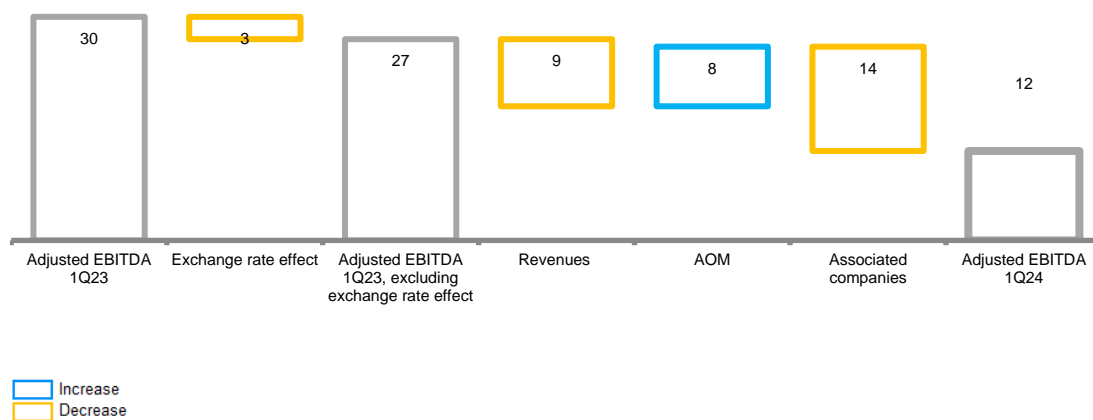 30
3
27
9
8
14
12
Adjusted EBITDA
1Q23
Exchange rate effect
Adjusted EBITDA
1Q23, excluding
exchange rate effect
Revenues
AOM
Associated
companies
Adjusted EBITDA
1Q24
Increase
Decrease